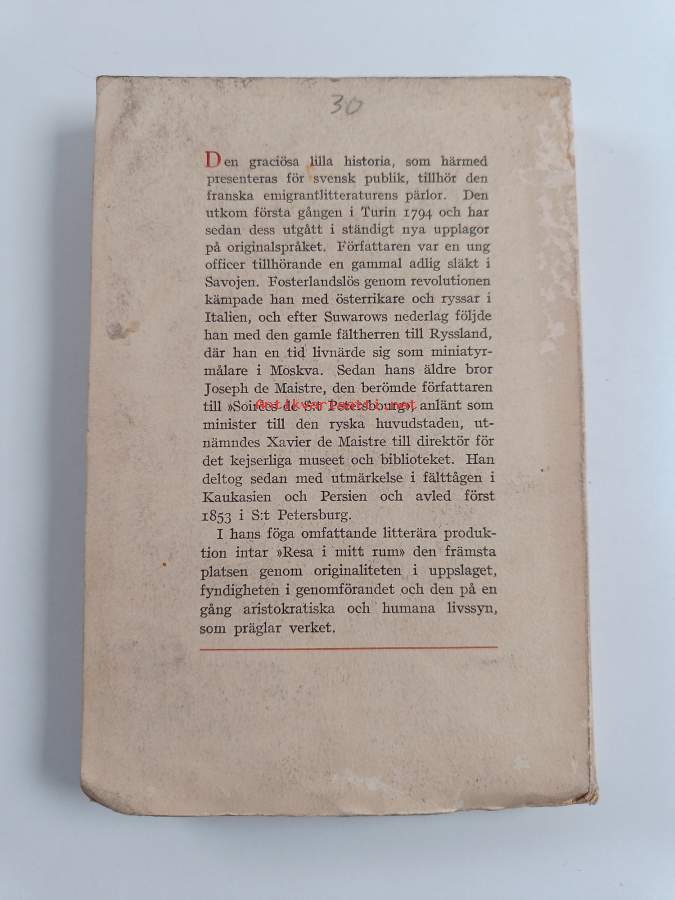 30
Den graciösa lilla historia, som härmed
presenteras för svensk publik, tillhör den
franska emigrantlitteraturens pärlor. Den
utkom första gången i Turin 1794 och har
sedan dess utgått i ständigt nya upplagor
på originalspråket. Författaren var en ung
officer tillhörande en gammal adlig släkt i
Savojen. Fosterlandslös genom revolutionen
kämpade han med österrikare och ryssar i
Italien, och efter Suwarows nederlag följde
han med den gamle fältherren till Ryssland,
där han en tid livnärde sig som miniatyr-
målare i Moskva. Sedan hans äldre bror
Joseph de Maistre, den berömde författaren
till »Soirées de S:t Petersbourg», anlänt som
Antikvariaatti.net
minister till den ryska huvudstaden, ut-
nämndes Xavier de Maistre till direktör för
det kejserliga museet och biblioteket. Han
deltog sedan med utmärkelse i fälttågen i
Kaukasien och Persien och avled först
1853 i S:t Petersburg.
I hans föga omfattande litterära produk-
tion intar »Resa i mitt rum» den främsta
platsen genom originaliteten i uppslaget,
fyndigheten i genomförandet och den på en
gång aristokratiska och humana livssyn,
som präglar verket.